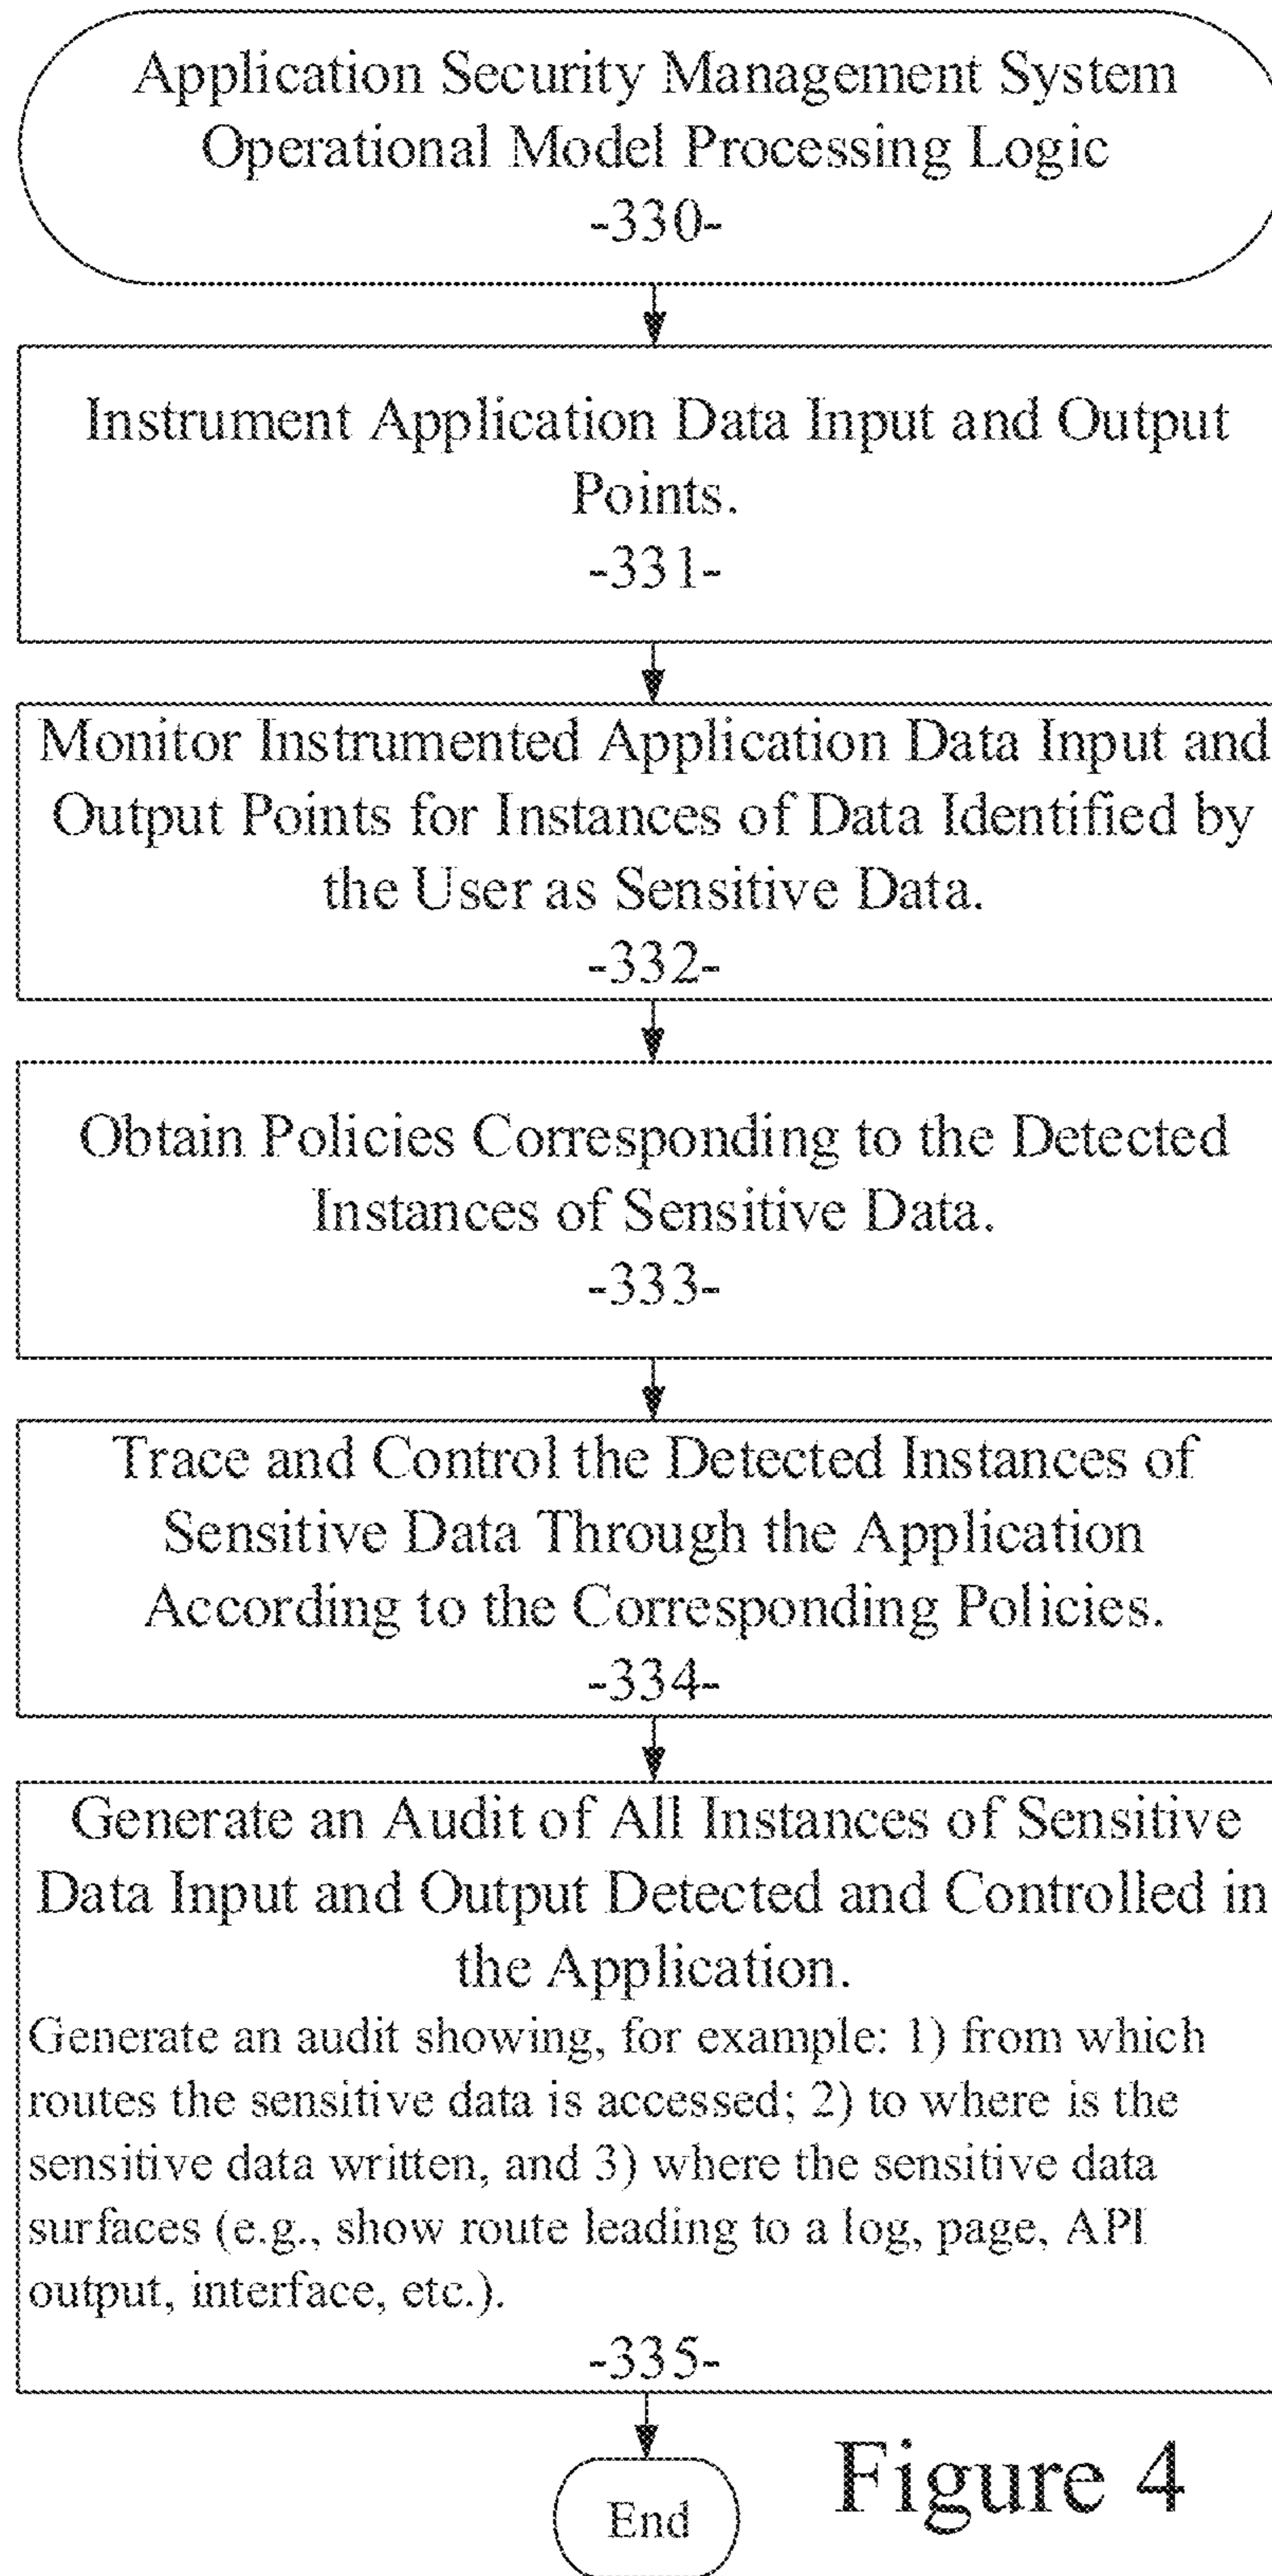 Application Security Management System
Operational Model Processing Logic
-330-
Instrument Application Data Input and Output
Points.
-331-
Monitor Instrumented Application Data Input and
Output Points for Instances of Data Identified by
the User as Sensitive Data.
-332-
Obtain Policies Corresponding to the Detected
Instances of Sensitive Data.
-333-
Trace and Control the Detected Instances of
Sensitive Data Through the Application
According to the Corresponding Policies.
-334-
Generate an Audit of All Instances of Sensitive
Data Input and Output Detected and Controlled in
the Application.
Generate an audit showing, for example: 1) from which
routes the sensitive data is accessed; 2) to where is the
sensitive data written, and 3) where the sensitive data
surfaces (e.g., show route leading to a log, page, API
output, interface, etc.).
-335-
End
Figure 4